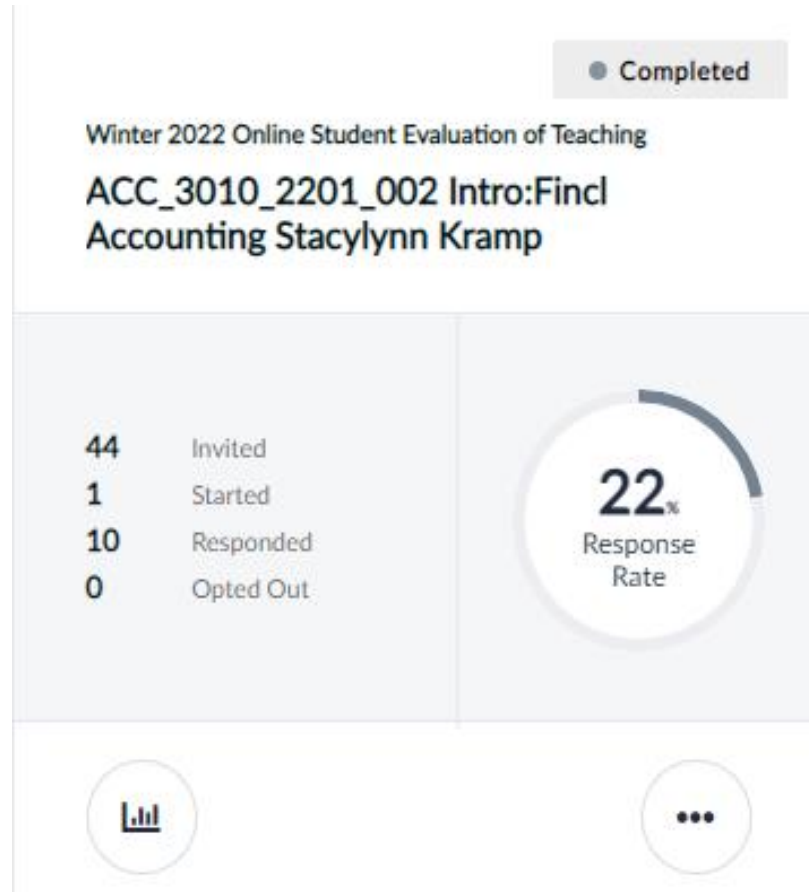 Completed
Winter 2022 Online Student Evaluation of Teaching
ACC_3010_2201_002 Intro:Fincl
Accounting Stacylynn Kramp
44 Invited
1 Started
10 Responded
0 Opted Out
22%
Response
Rate